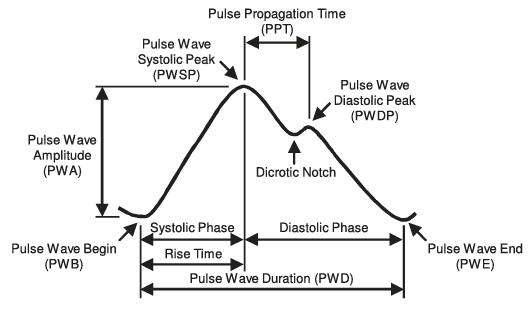 Pulse Propagation Time
(PPT)
Pulse Wave
Systolic Peak
(PWSP)
Pulse Wave
Diastolic Peak
(PWDP)
Pulse Wave
Amplitude
(PWA)
Dicrotic Notch
Systolic Phase
Diastolic Phase
Pulse Wave Begin
(PWB)
Rise Time
Pulse Wave End
(PWE)
Pulse Wave Duration (PWD)